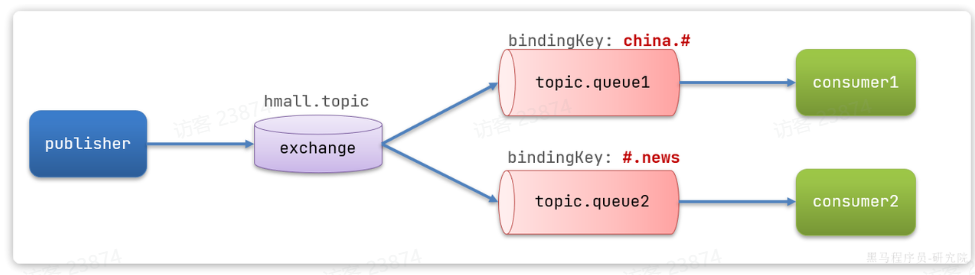 bindingKey: china.#
topic.queue1
consumer1
hmall.topic
publisher
exchange
访客 23874
访客 23874
访客 23874
bindingKey: #.news
topic.queue2
consumer2
黑马程序员-研究院
访客 23874
访客 23874
访客 23874